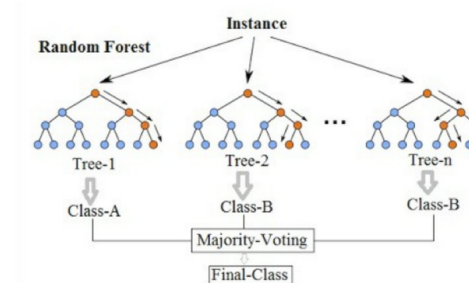 Instance
Random Forest
...
Tree-1 Tree-2 Tree-n
Class-A Class-B Class-B
Majority-Voting
Final-Class